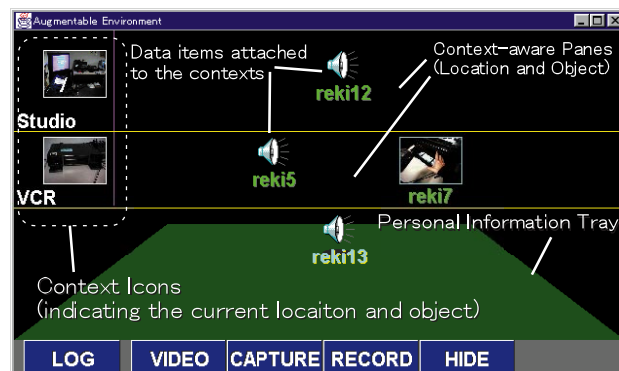 Augmentable Environment
Data items attached
to the contexts
Context-aware Panes
(Location and Object)
reki12
Studio
reki5
reki7
VCR
Personal Information Tray
reki13
Context Icons
(indicating the current locaiton and object)
LOG VIDEO CAPTURE RECORD HIDE